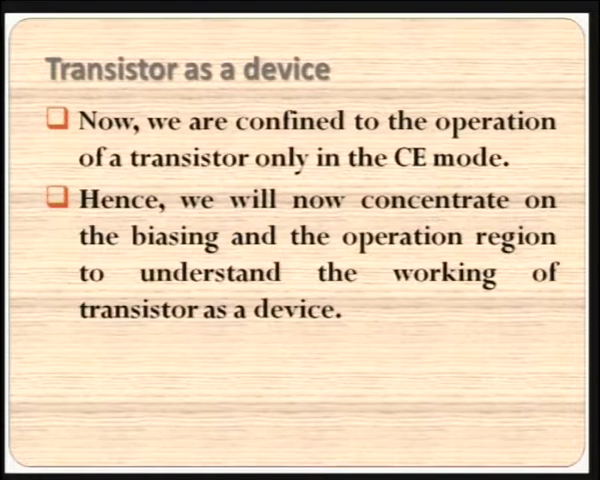 Transistor as a device
Now, we are confined to the operation
of a transistor only in the CE mode.
Hence, we will now concentrate on
the biasing and the operation region
to understand the working of
transistor as a device.